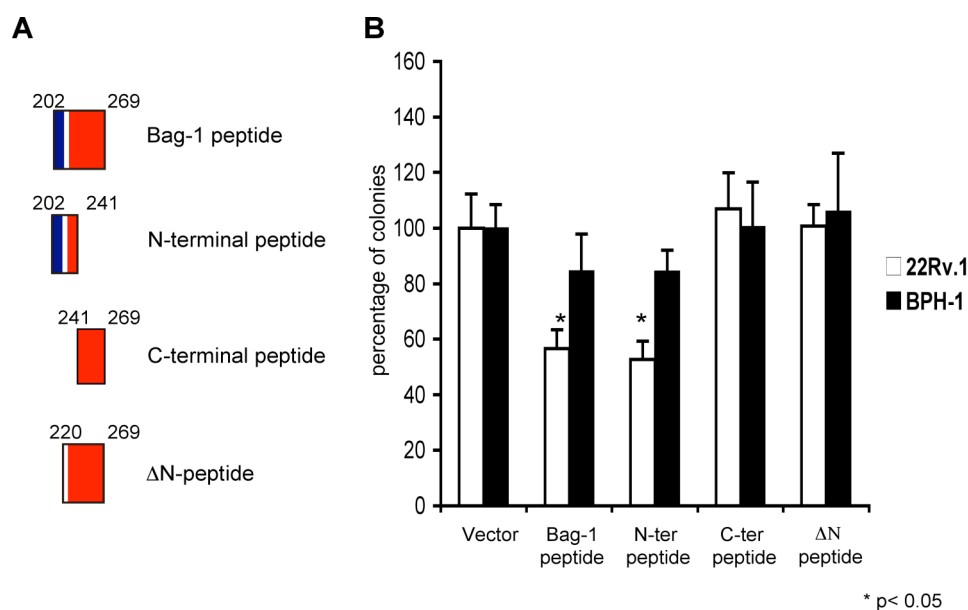 A
202 269
Bag-1 peptide
202 241
N-terminal peptide
241 269
C-terminal peptide
220 269
ΔN-peptide
B
percentage of colonies
160
140
120
100
80
60
40
20
0
* *
Vector Bag-1 peptide N-ter peptide C-ter peptide ΔN peptide
22Rv.1
BPH-1
* p< 0.05